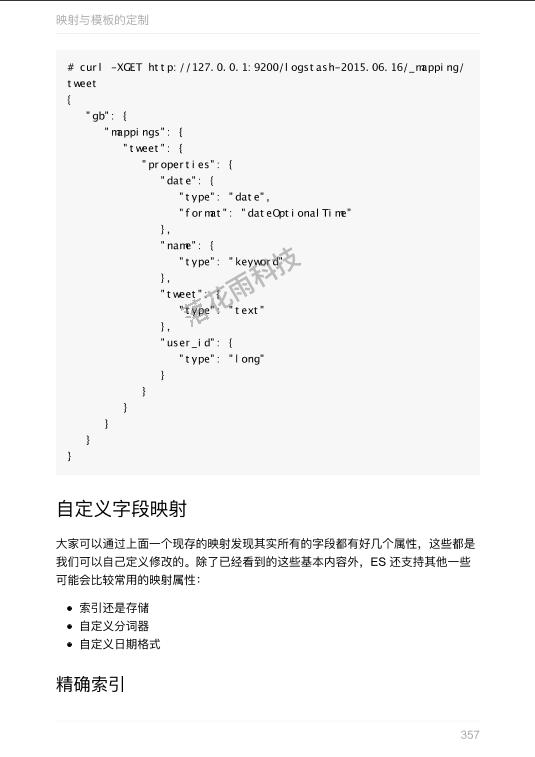 映射与模板的定制
# curl -XGET http://127.0.0.1:9200/logstash-2015.06.16/_mapping/
tweet
{
"gb": {
"mappings": {
"tweet": {
"properties": {
"date": {
"type": "date",
"format": "dateOptionalTime"
},
"name": {
"type": "keyword"
},
"tweet": {
"type": "text"
},
"user_id": {
"type": "long"
}
}
}
}
}
}
落花雨科技
自定义字段映射
大家可以通过上面一个现存的映射发现其实所有的字段都有好几个属性，这些都是
我们可以自己定义修改的。除了已经看到的这些基本内容外，ES 还支持其他一些
可能会比较常用的映射属性：
• 索引还是存储
• 自定义分词器
• 自定义日期格式
精确索引
357